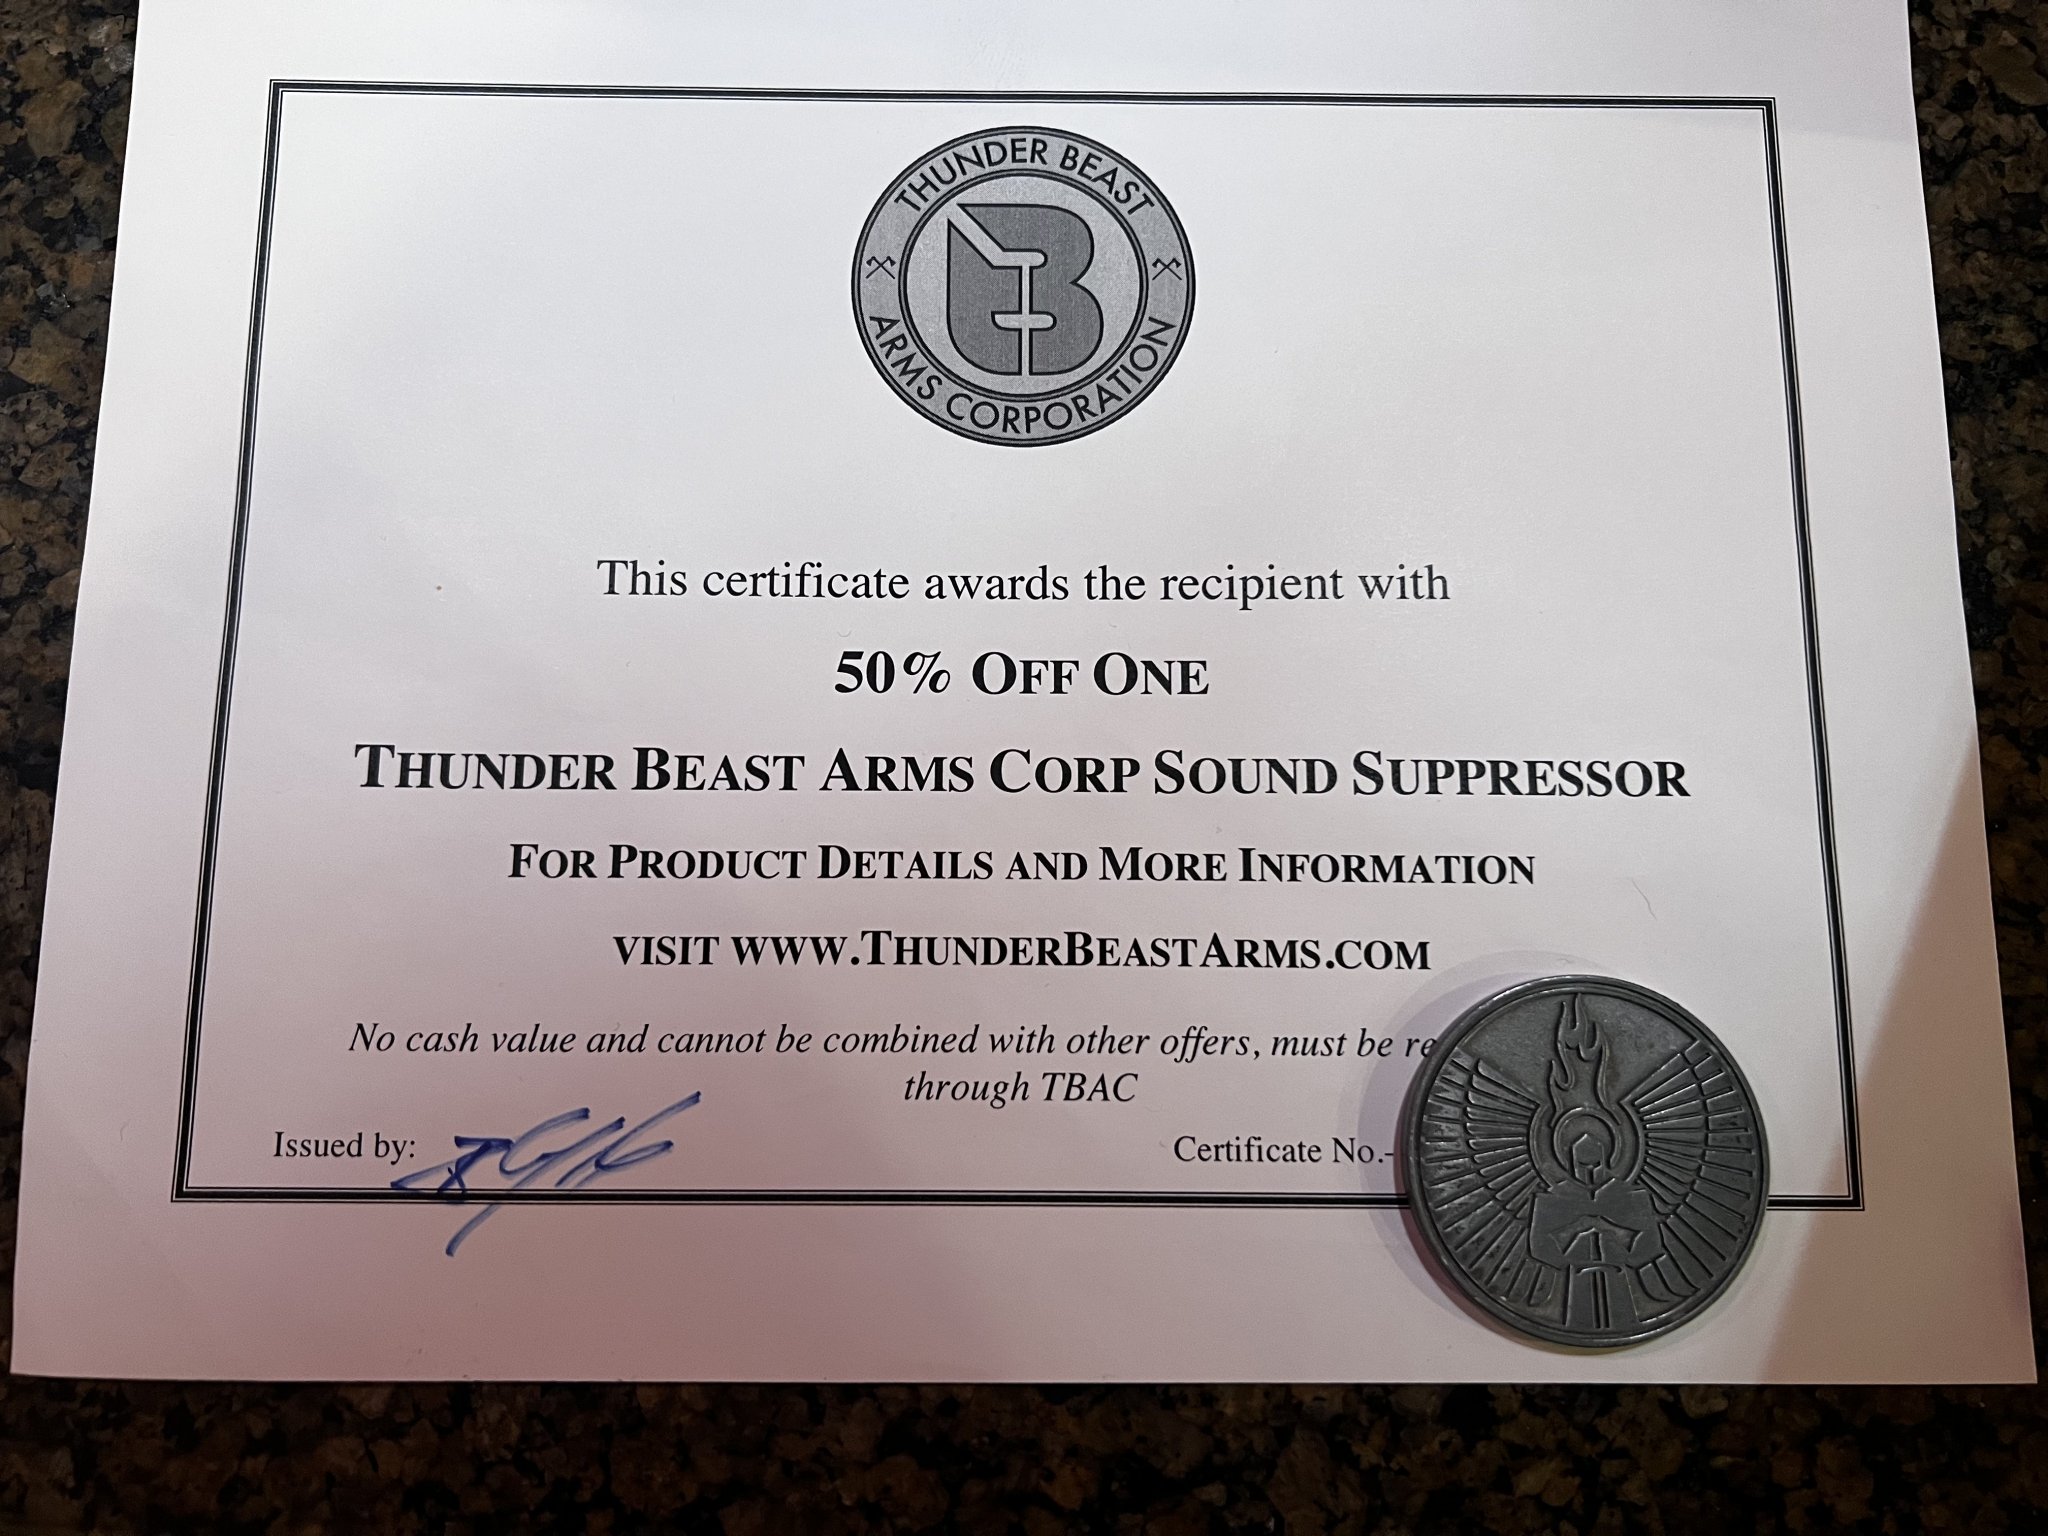 THUNDER BEAST
ARMS CORPORATION
This certificate awards the recipient with
50% OFF ONE
THUNDER BEAST ARMS CORP SOUND SUPPRESSOR
FOR PRODUCT DETAILS AND MORE INFORMATION
VISIT WWW.THUNDERBEASTARMS.COM
No cash value and cannot be combined with other offers, must be
through TBAC
Issued by:
Certificate No.-